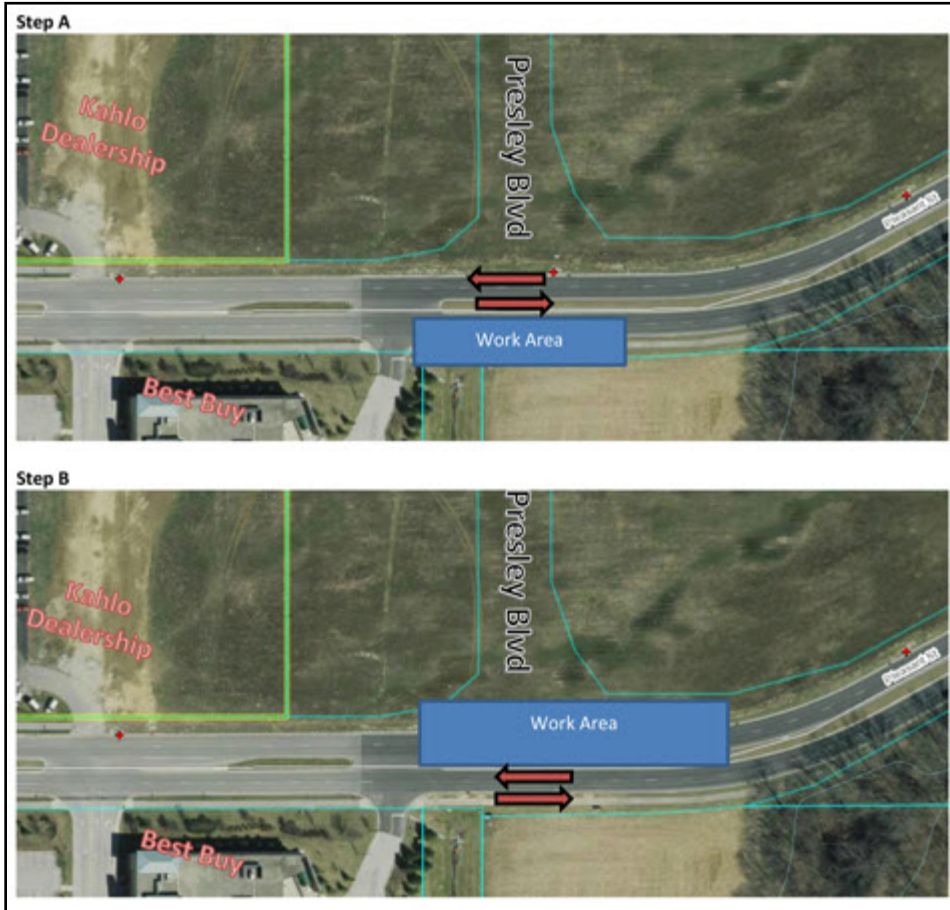 Step A
Kahlo
Dealership
Presley Blvd
Pleasant St
Work Area
Best Buy
Step B
Kahlo
Dealership
Presley Blvd
Pleasant St
Work Area
Best Buy